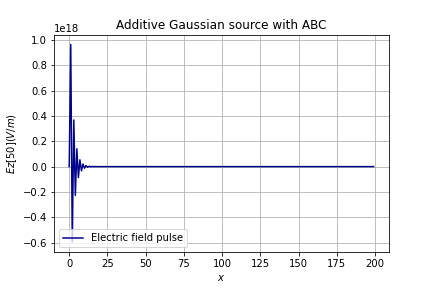 Additive Gaussian source with ABC
1e18
1.0
0.8
0.6
0.4
0.2
0.0
−0.2
−0.4
−0.6
Ez[50](V/m)
Electric field pulse
0 25 50 75 100 125 150 175 200
x